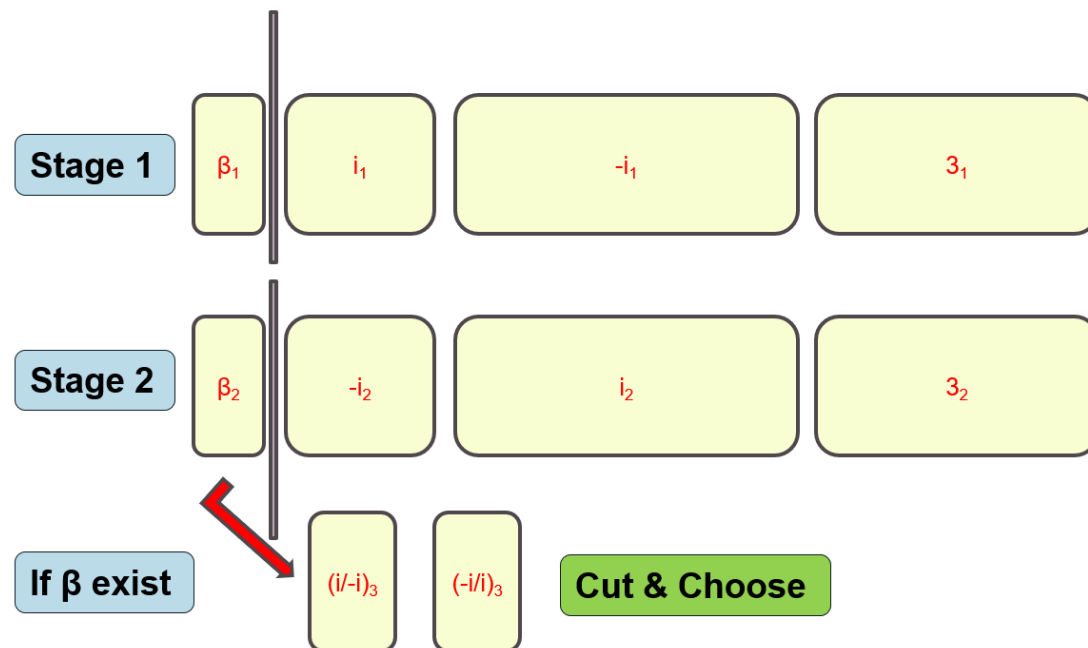 Stage 1
β₁
i₁
-i₁
3₁
Stage 2
β₂
-i₂
i₂
3₂
If β exist
(i/-i)₃
(-i/i)₃
Cut & Choose